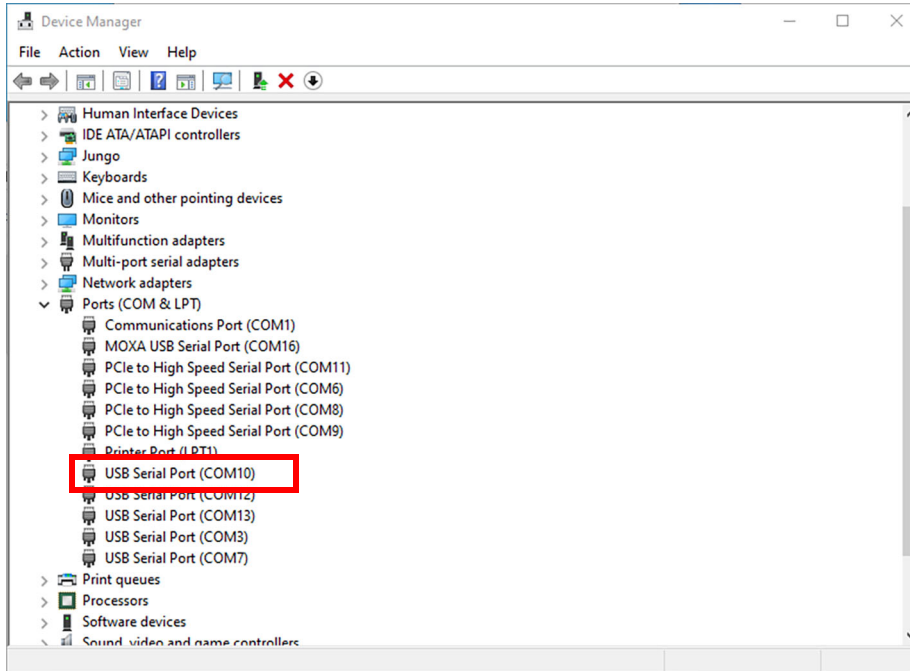 Device Manager
File Action View Help
Human Interface Devices
IDE ATA/ATAPI controllers
Jungo
Keyboards
Mice and other pointing devices
Monitors
Multifunction adapters
Multi-port serial adapters
Network adapters
Ports (COM & LPT)
Communications Port (COM1)
MOXA USB Serial Port (COM16)
PCIe to High Speed Serial Port (COM11)
PCIe to High Speed Serial Port (COM6)
PCIe to High Speed Serial Port (COM8)
PCIe to High Speed Serial Port (COM9)
Printer Port (LPT1)
USB Serial Port (COM10)
USB Serial Port (COM12)
USB Serial Port (COM13)
USB Serial Port (COM3)
USB Serial Port (COM7)
Print queues
Processors
Software devices
Sound, video and game controllers